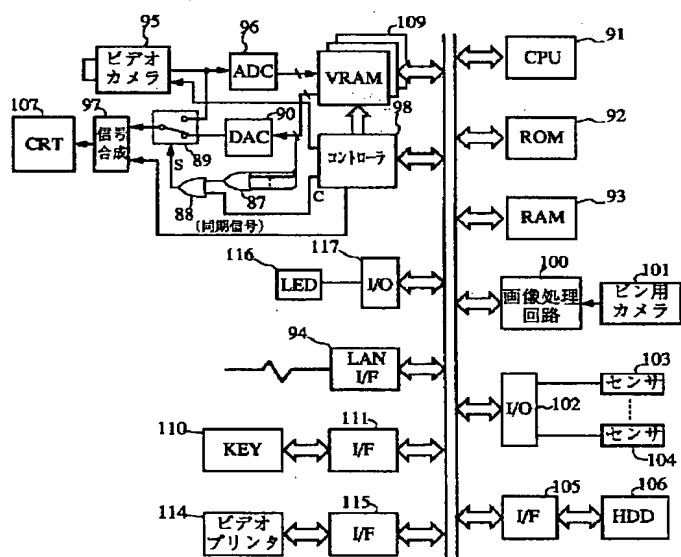 95
ビデオ
カメラ
96
ADC
109
VRAM
91
CPU
107
CRT
97
信号
合成
89
S
90
DAC
98
コントローラ
C
88
87
(同期信号)
92
ROM
93
RAM
116
LED
117
I/O
100
画像処理
回路
101
ビン用
カメラ
94
LAN
I/F
I/O
102
103
センサ
センサ
104
110
KEY
111
I/F
114
ビデオ
プリンタ
115
I/F
105
I/F
106
HDD